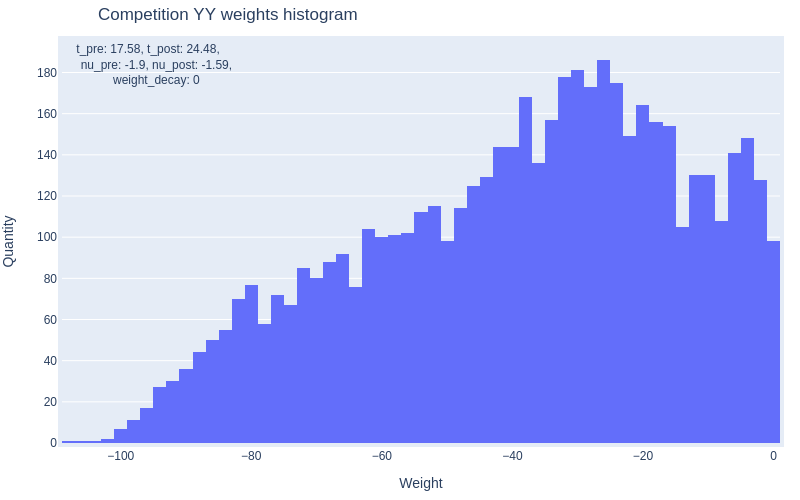 Competition YY weights histogram
t_pre: 17.58, t_post: 24.48,
nu_pre: -1.9, nu_post: -1.59,
weight_decay: 0
180
160
140
120
100
80
60
40
20
0
Quantity
−100
−80
−60
−40
−20
0
Weight